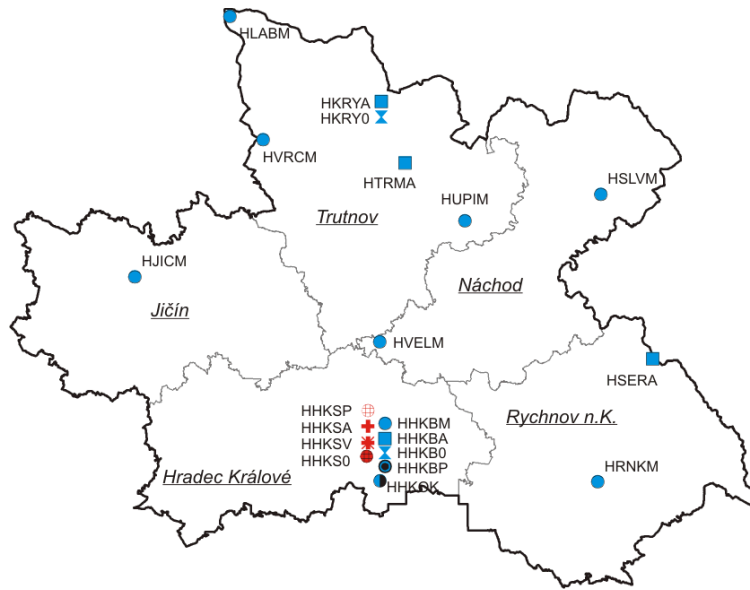 HLABM
HKRYA
HKRY0
HVRCM
HTRMA
HSLVM
HUPIM
Trutnov
HJICM
Náchod
Jičín
HVELM
HSERA
HHKSP
HHKBM
HHKSA
HHKBA
Rychnov n.K.
HHKSV
HHKB0
HHKS0
HHKBP
Hradec Králové
HRNKM
HHKOK